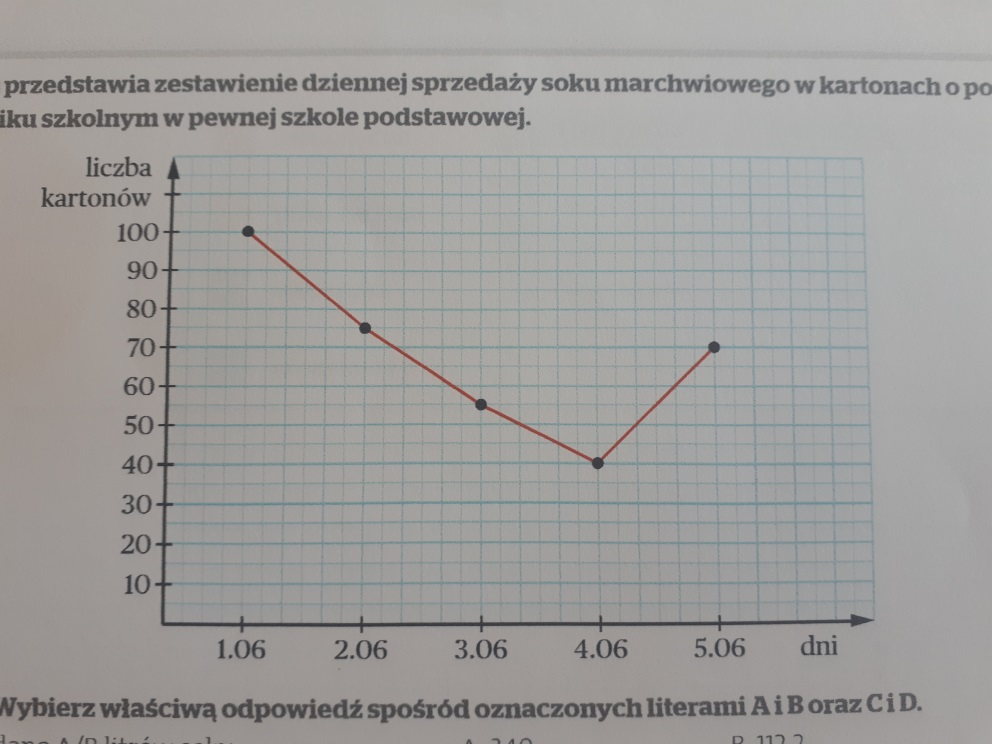 przedstawia zestawienie dziennej sprzedaży soku marchwiowego w kartonach o po
iku szkolnym w pewnej szkole podstawowej.
liczba
kartonów
100
90
80
70
60
50
40
30
20
10
1.06 2.06 3.06 4.06 5.06 dni
Wybierz właściwą odpowiedź spośród oznaczonych literami A i B oraz C i D.